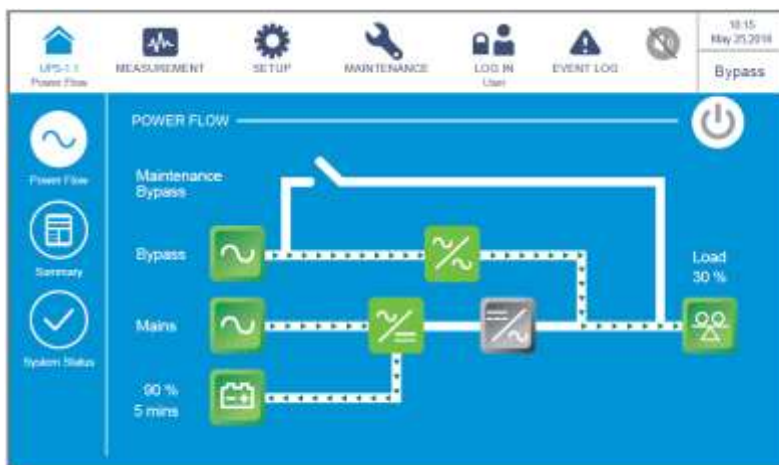 UPS-1.1
Power Flow
MEASUREMENT
SETUP
MAINTENANCE
LOG IN
User
EVENT LOG
10:15
May 25,2014
Bypass
POWER FLOW
Power Flow
Summary
System Status
Maintenance
Bypass
Bypass
Mains
90 %
5 mins
Load
30 %